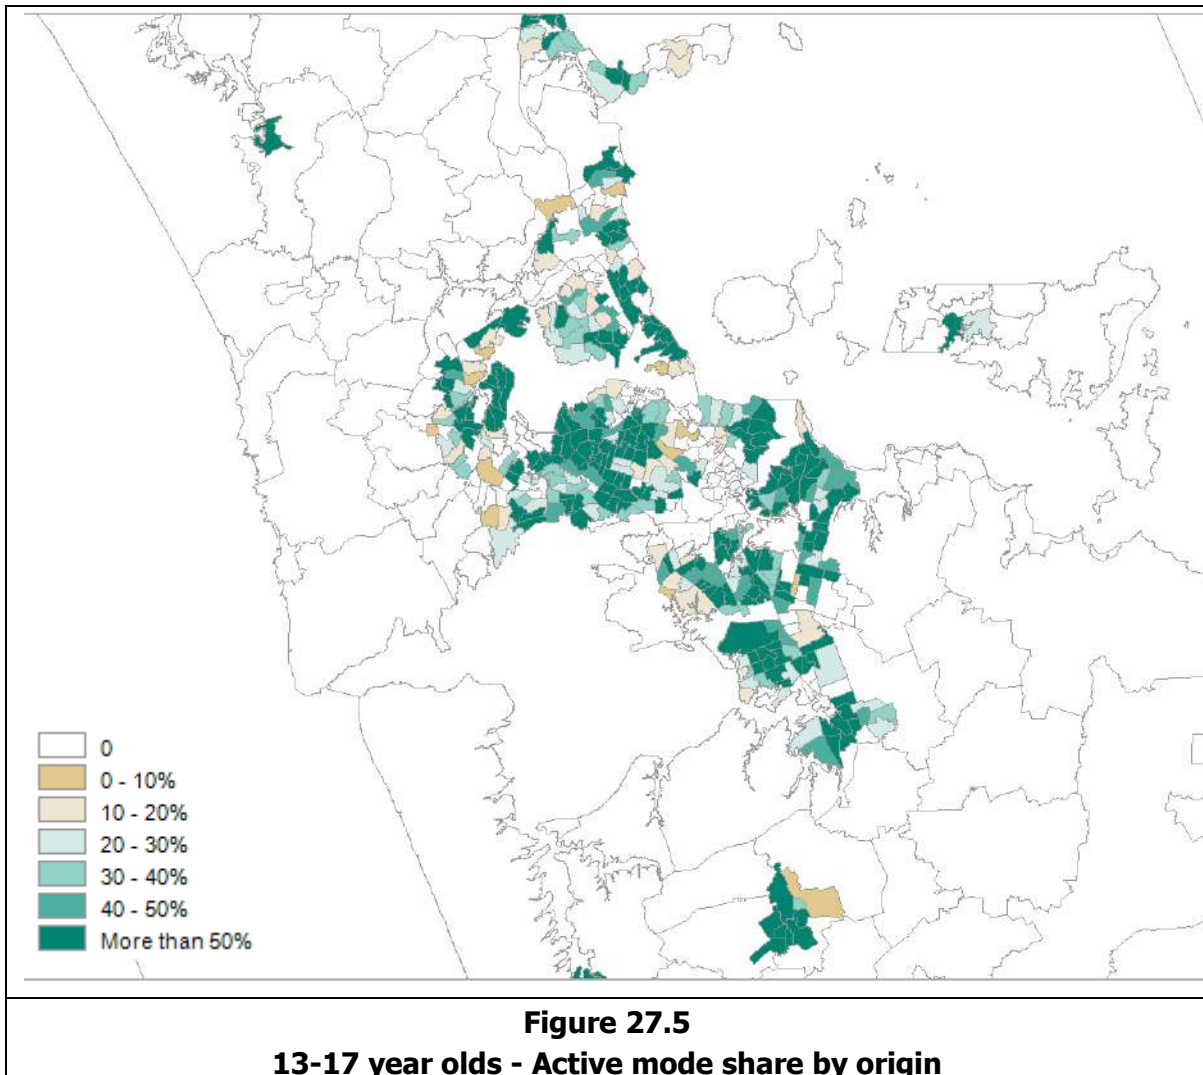 0
0 - 10%
10 - 20%
20 - 30%
30 - 40%
40 - 50%
More than 50%
Figure 27.5
13-17 year olds - Active mode share by origin